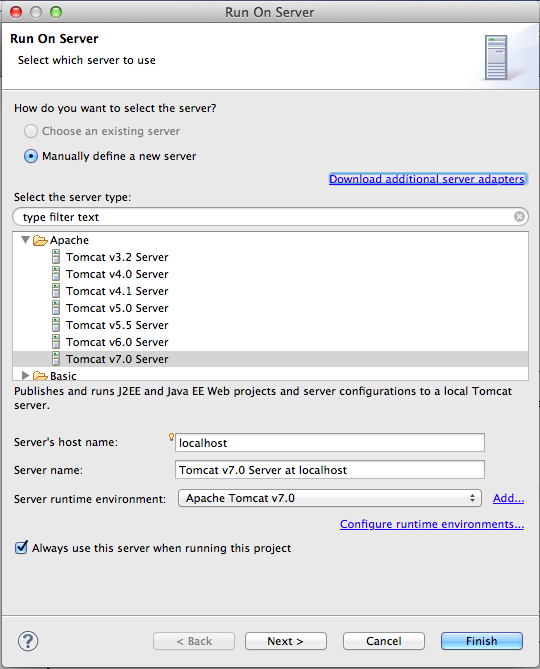 Run On Server
Run On Server
Select which server to use
How do you want to select the server?
Choose an existing server
Manually define a new server
Download additional server adapters
Select the server type:
type filter text
Apache
Tomcat v3.2 Server
Tomcat v4.0 Server
Tomcat v4.1 Server
Tomcat v5.0 Server
Tomcat v5.5 Server
Tomcat v6.0 Server
Tomcat v7.0 Server
Basic
Publishes and runs J2EE and Java EE Web projects and server configurations to a local Tomcat
server.
Server's host name: localhost
Server name: Tomcat v7.0 Server at localhost
Server runtime environment: Apache Tomcat v7.0 Add...
Configure runtime environments...
Always use this server when running this project
? < Back Next > Cancel Finish